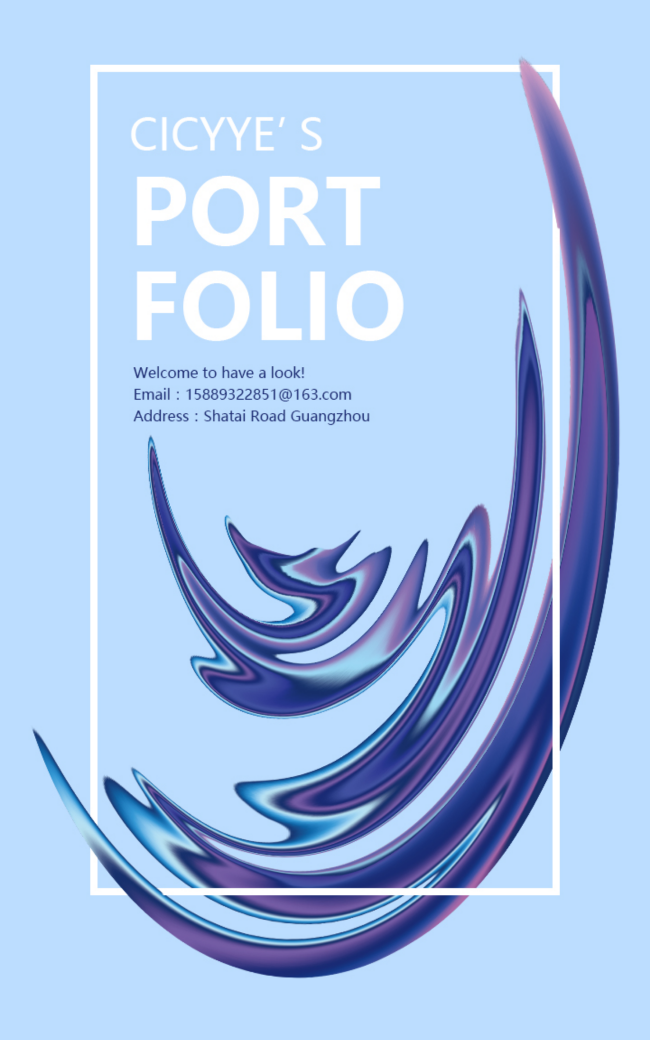 CICYYE’ S
PORT
FOLIO
Welcome to have a look!
Email：15889322851@163.com
Address：Shatai Road Guangzhou